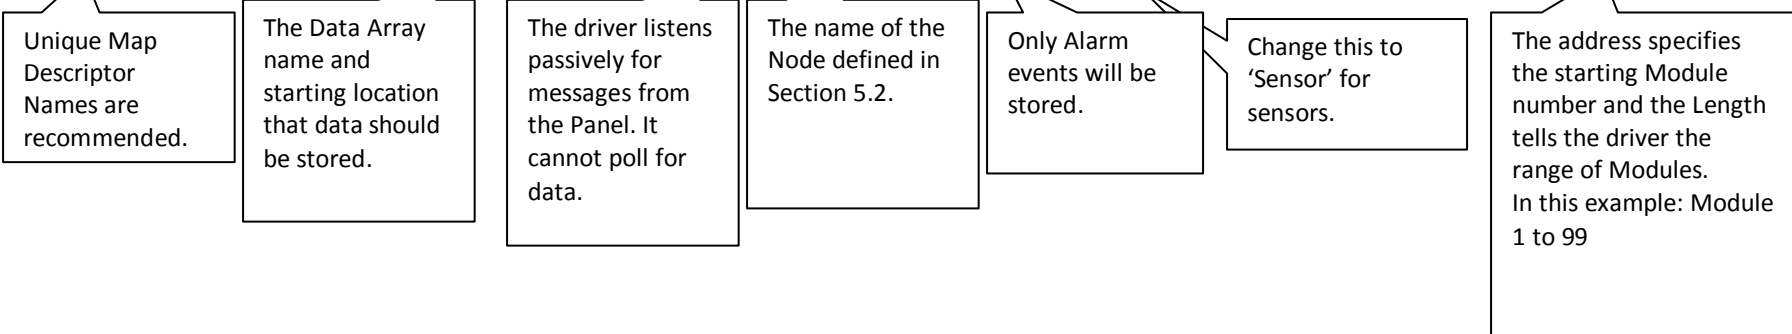 Unique Map
Descriptor
Names are
recommended.
The Data Array
name and
starting location
that data should
be stored.
The driver listens
passively for
messages from
the Panel. It
cannot poll for
data.
The name of the
Node defined in
Section 5.2.
Only Alarm
events will be
stored.
Change this to
‘Sensor’ for
sensors.
The address specifies
the starting Module
number and the Length
tells the driver the
range of Modules.
In this example: Module
1 to 99